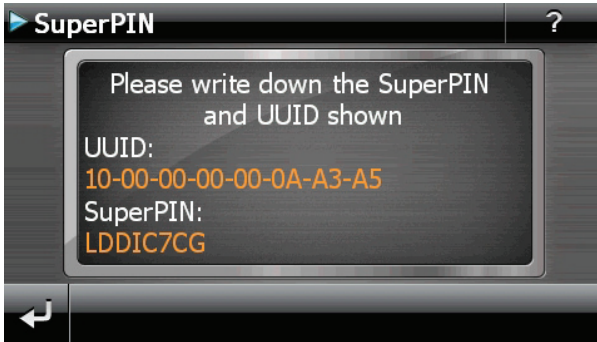 SuperPIN
?
Please write down the SuperPIN
and UUID shown
UUID:
10-00-00-00-00-0A-A3-A5
SuperPIN:
LDDIC7CG